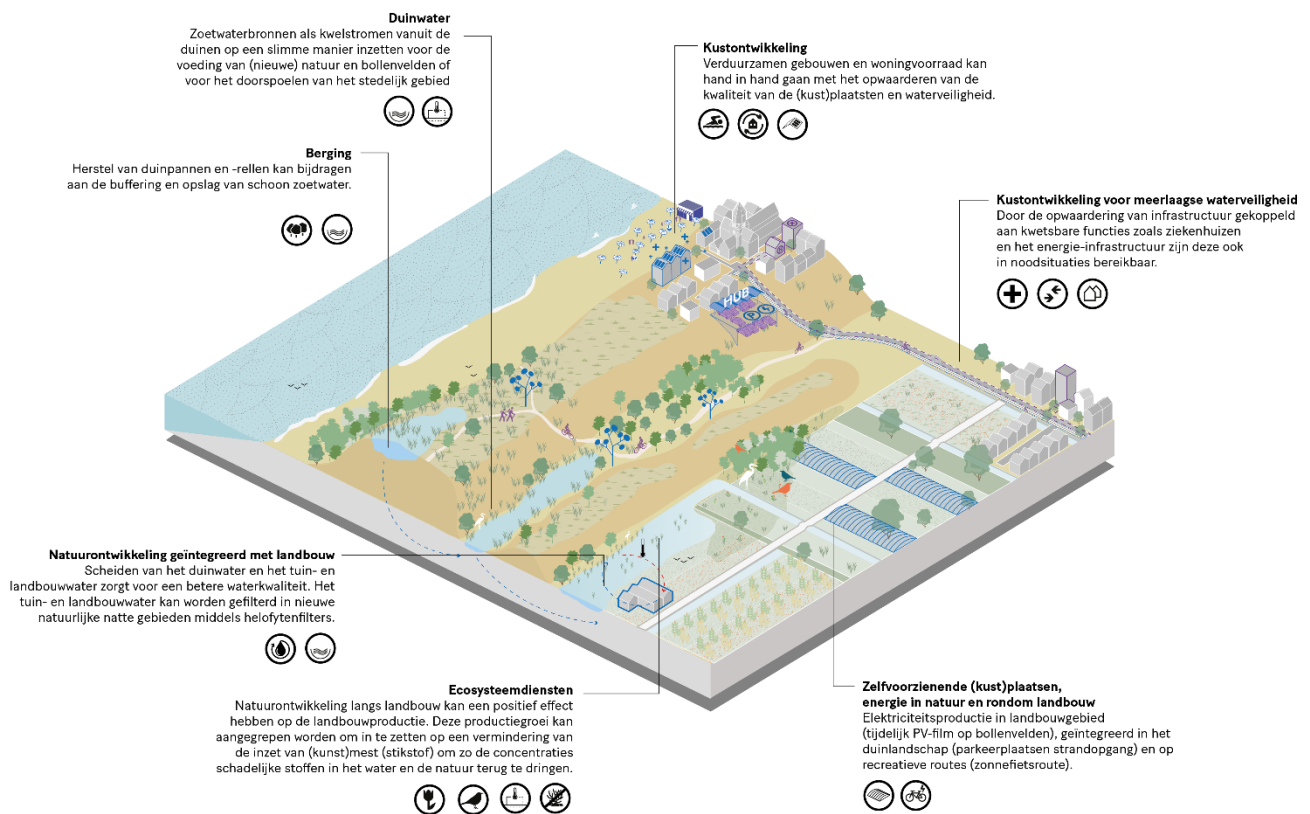 Duinwater
Zoetwaterbronnen als kwelstromen vanuit de
duinen op een slimme manier inzetten voor de
voeding van (nieuwe) natuur en bollenvelden of
voor het doorspoelen van het stedelijk gebied
Kustontwikkeling
Verduurzamen gebouwen en woningvoorraad kan
hand in hand gaan met het opwaarderen van de
kwaliteit van de (kust)plaatsten en waterveiligheid.
Berging
Herstel van duinpannen en -rellen kan bijdragen
aan de buffering en opslag van schoon zoetwater.
Kustontwikkeling voor meerlaagse waterveiligheid
Door de opwaardering van infrastructuur gekoppeld
aan kwetsbare functies zoals ziekenhuizen
en het energie-infrastructuur zijn deze ook
in noodsituaties bereikbaar.
HUB
P
Natuurontwikkeling geïntegreerd met landbouw
Scheiden van het duinwater en het tuin- en
landbouwwater zorgt voor een betere waterkwaliteit. Het
tuin- en landbouwwater kan worden gefilterd in nieuwe
natuurlijke natte gebieden middels helofytenfilters.
Ecosysteemdiensten
Natuurontwikkeling langs landbouw kan een positief effect
hebben op de landbouwproductie. Deze productiegroei kan
aangegrepen worden om in te zetten op een vermindering van
de inzet van (kunst)mest (stikstof) om zo de concentraties
schadelijke stoffen in het water en de natuur terug te dringen.
Zelfvoorzienende (kust)plaatsen,
energie in natuur en rondom landbouw
Elektriciteitsproductie in landbouwgebied
(tijdelijk PV-film op bollenvelden), geïntegreerd in het
duinlandschap (parkeerplaatsen strandopgang) en op
recreatieve routes (zonnefietsroute).